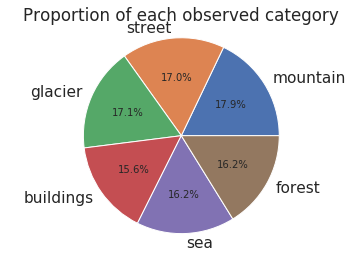 Proportion of each observed category
street
mountain
17.0%
17.9%
glacier
17.1%
buildings
15.6%
16.2%
16.2%
forest
sea